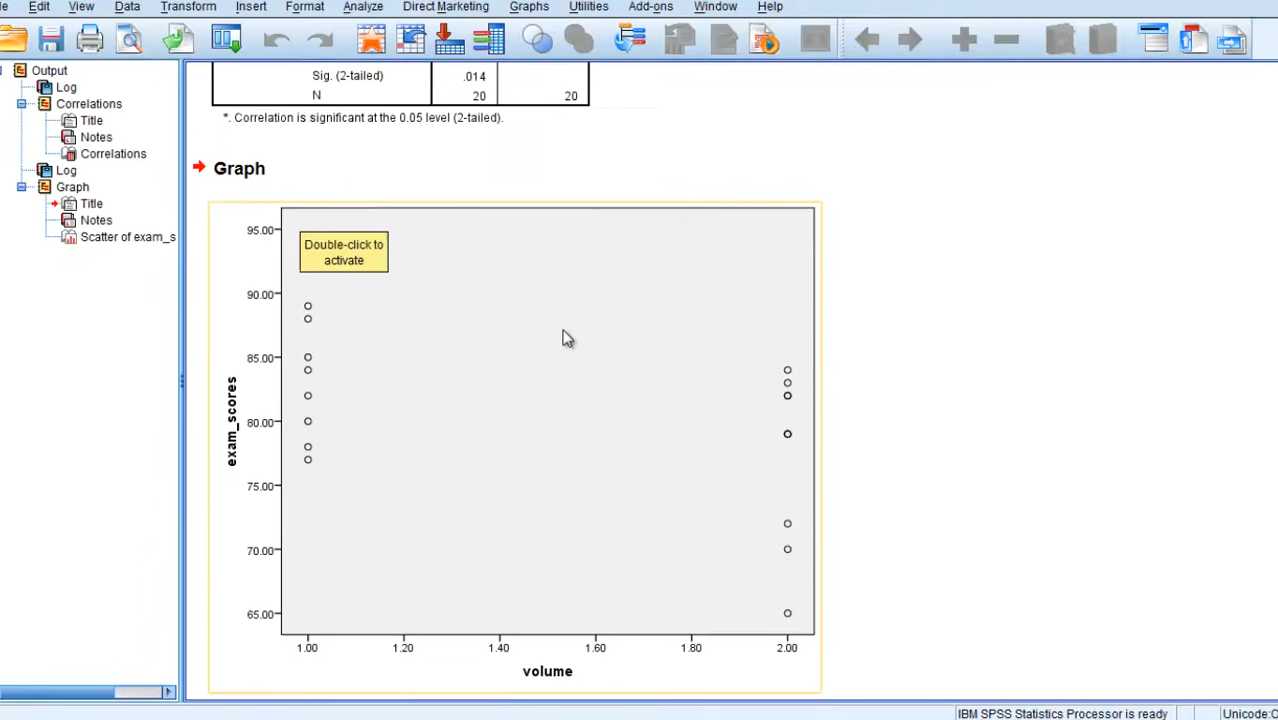 Edit View Data Transform Insert Format Analyze Direct Marketing Graphs Utilities Add-ons Window Help
Output
Log
Correlations
Title
Notes
Correlations
Log
Graph
Title
Notes
Scatter of exam_s
Sig. (2-tailed) .014
N 20 20
*. Correlation is significant at the 0.05 level (2-tailed).
Graph
Double-click to
activate
95.00
90.00
85.00
80.00
75.00
70.00
65.00
exam_scores
1.00 1.20 1.40 1.60 1.80 2.00
volume
IBM SPSS Statistics Processor is ready Unicode:O